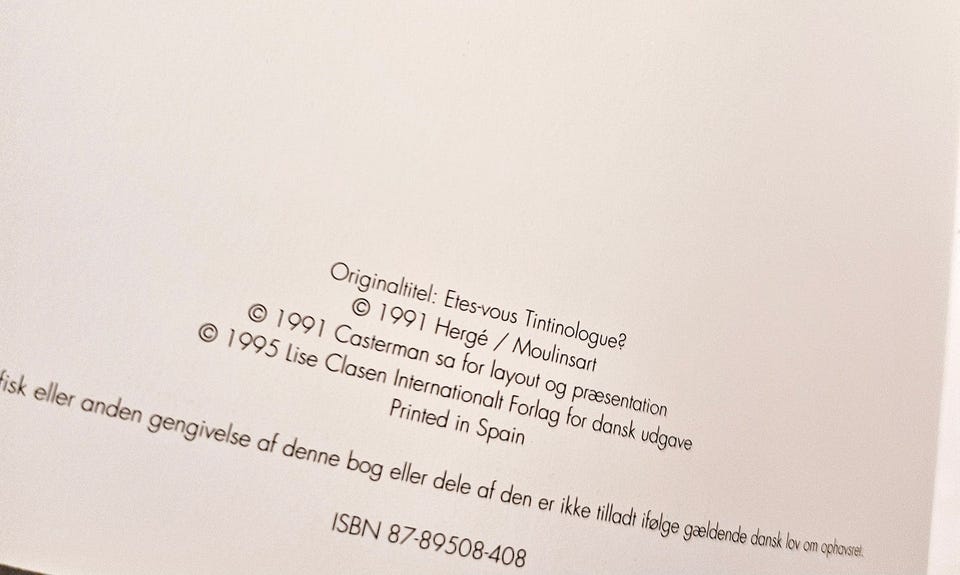 Originaltitel: Etes-vous Tintinologue?
© 1991 Hergé / Moulinsart
© 1991 Casterman sa for layout og præsentation
© 1995 Lise Clasen Internationalt Forlag for dansk udgave
Printed in Spain
fisk eller anden gengivelse af denne bog eller dele af den er ikke tilladt ifølge gældende dansk lov om ophavsret.
ISBN 87-89508-408